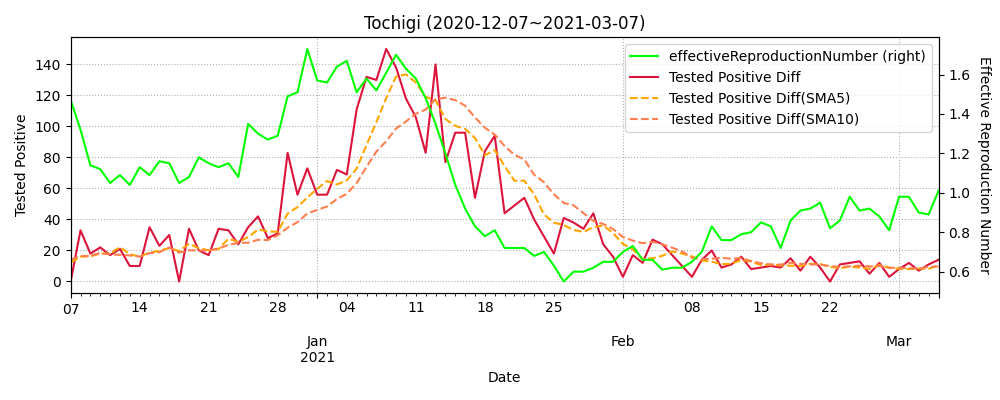 Tochigi (2020-12-07~2021-03-07)
effectiveReproductionNumber (right)
Tested Positive Diff
Tested Positive Diff(SMA5)
Tested Positive Diff(SMA10)
Tested Positive
140
120
100
80
60
40
20
0
1.6
1.4
1.2
1.0
0.8
0.6
Effective Reproduction Number
07 14 21 28 04 11 18 25 08 15 22
Jan Feb Mar
2021
Date